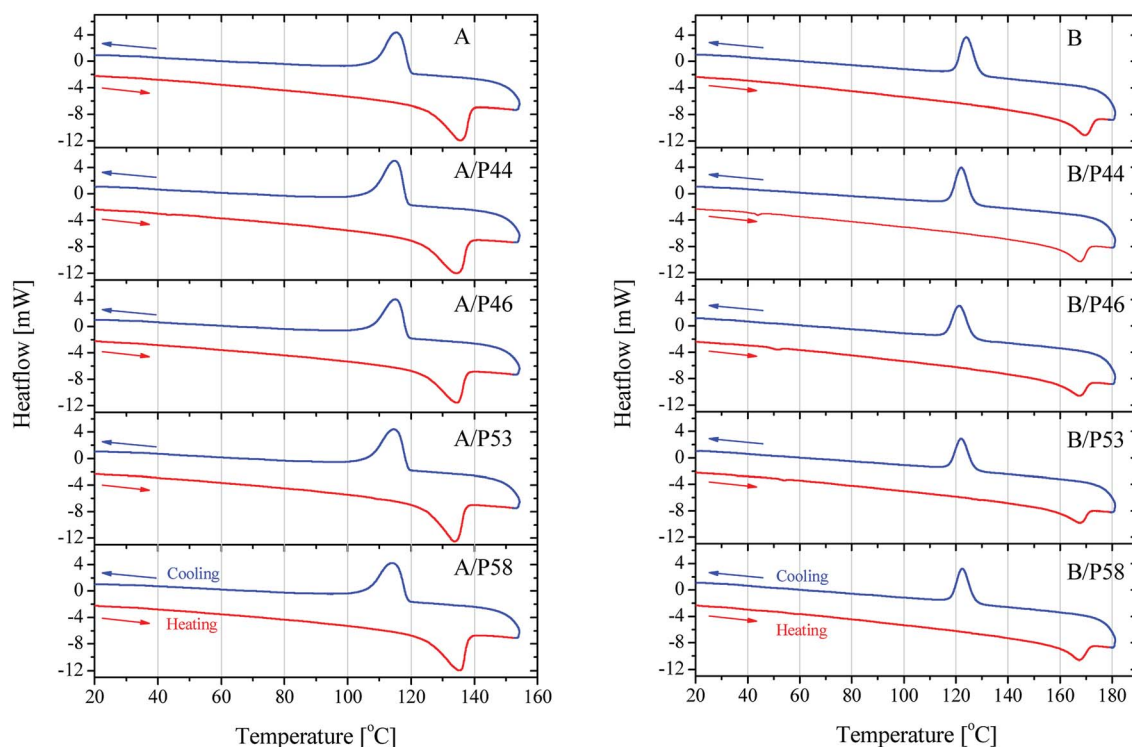 A
4
0
-4
-8
-12
A/P44
4
0
-4
-8
-12
A/P46
4
0
-4
-8
-12
A/P53
4
0
-4
-8
-12
A/P58
Cooling
Heating
4
0
-4
-8
-12
20 40 60 80 100 120 140 160
Heatflow [mW]
Temperature [°C]
B
4
0
-4
-8
-12
B/P44
4
0
-4
-8
-12
B/P46
4
0
-4
-8
-12
B/P53
4
0
-4
-8
-12
B/P58
Cooling
Heating
4
0
-4
-8
-12
20 40 60 80 100 120 140 160 180
Heatflow [mW]
Temperature [°C]